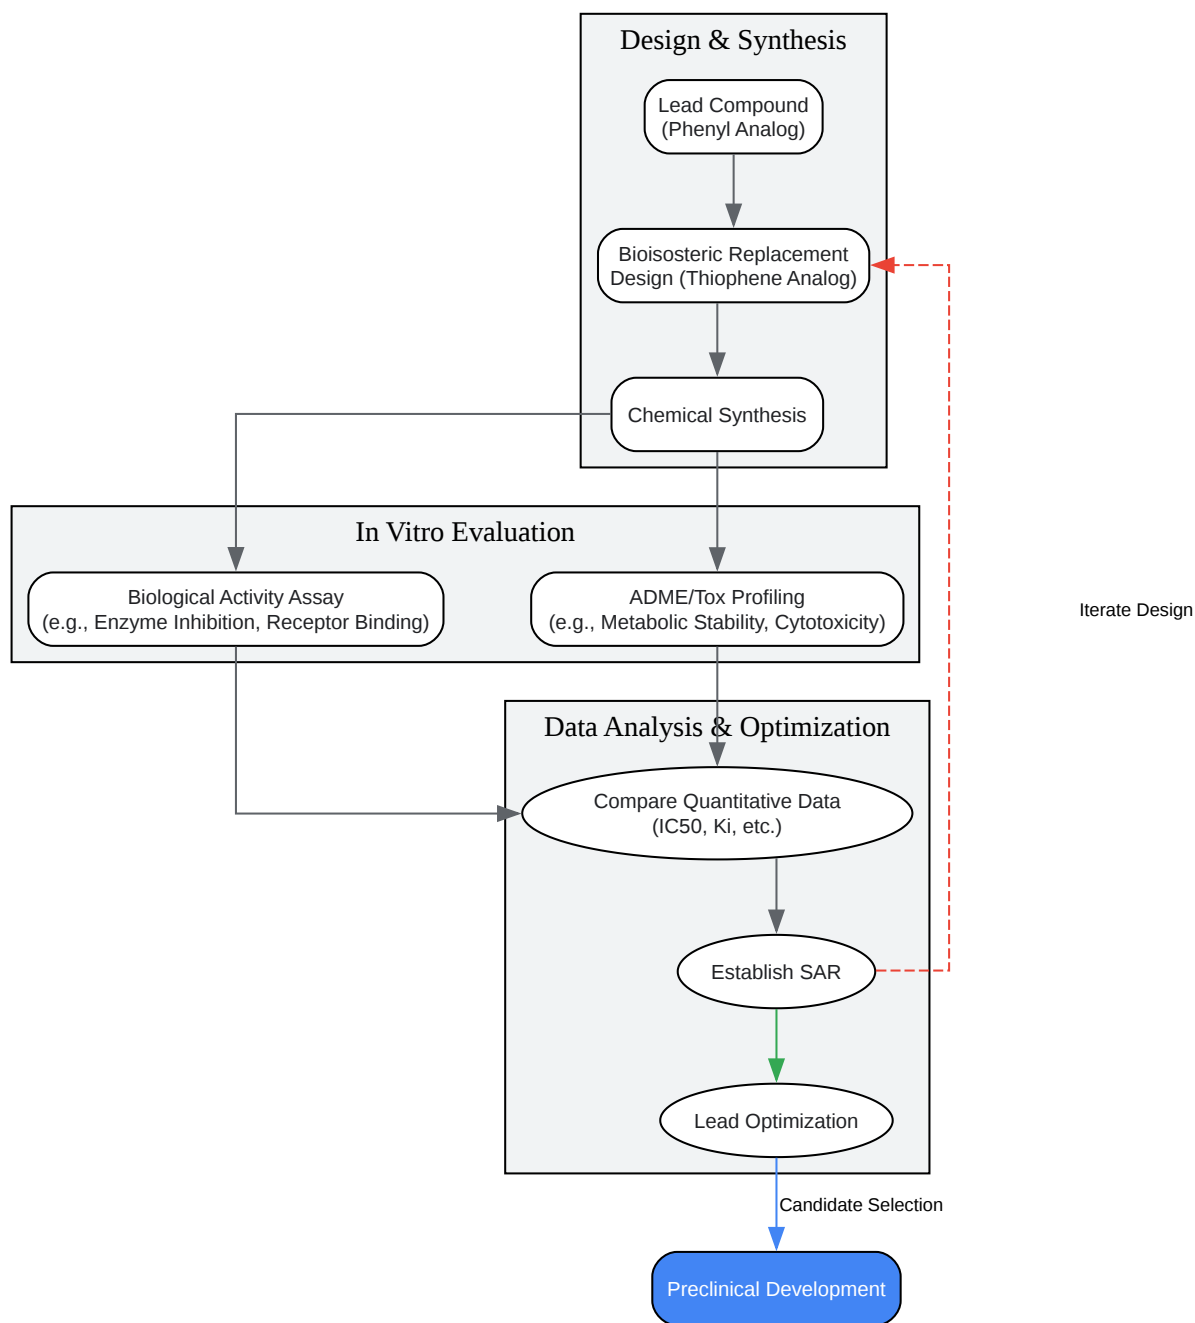 Design & Synthesis
Lead Compound
(Phenyl Analog)
Bioisosteric Replacement
Design (Thiophene Analog)
Chemical Synthesis
In Vitro Evaluation
Biological Activity Assay
(e.g., Enzyme Inhibition, Receptor Binding)
ADME/Tox Profiling
(e.g., Metabolic Stability, Cytotoxicity)
Iterate Design
Data Analysis & Optimization
Compare Quantitative Data
(IC50, Ki, etc.)
Establish SAR
Lead Optimization
Candidate Selection
Preclinical Development